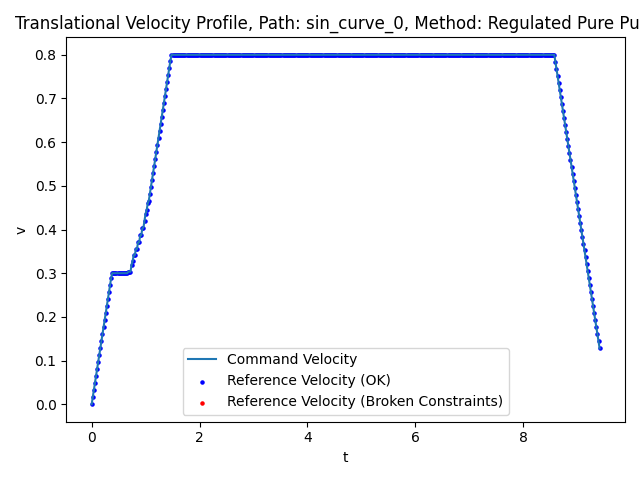 Translational Velocity Profile, Path: sin_curve_0, Method: Regulated Pure Pu
0.8
0.7
0.6
0.5
0.4
0.3
0.2
0.1
0.0
v
Command Velocity
Reference Velocity (OK)
Reference Velocity (Broken Constraints)
0 2 4 6 8
t